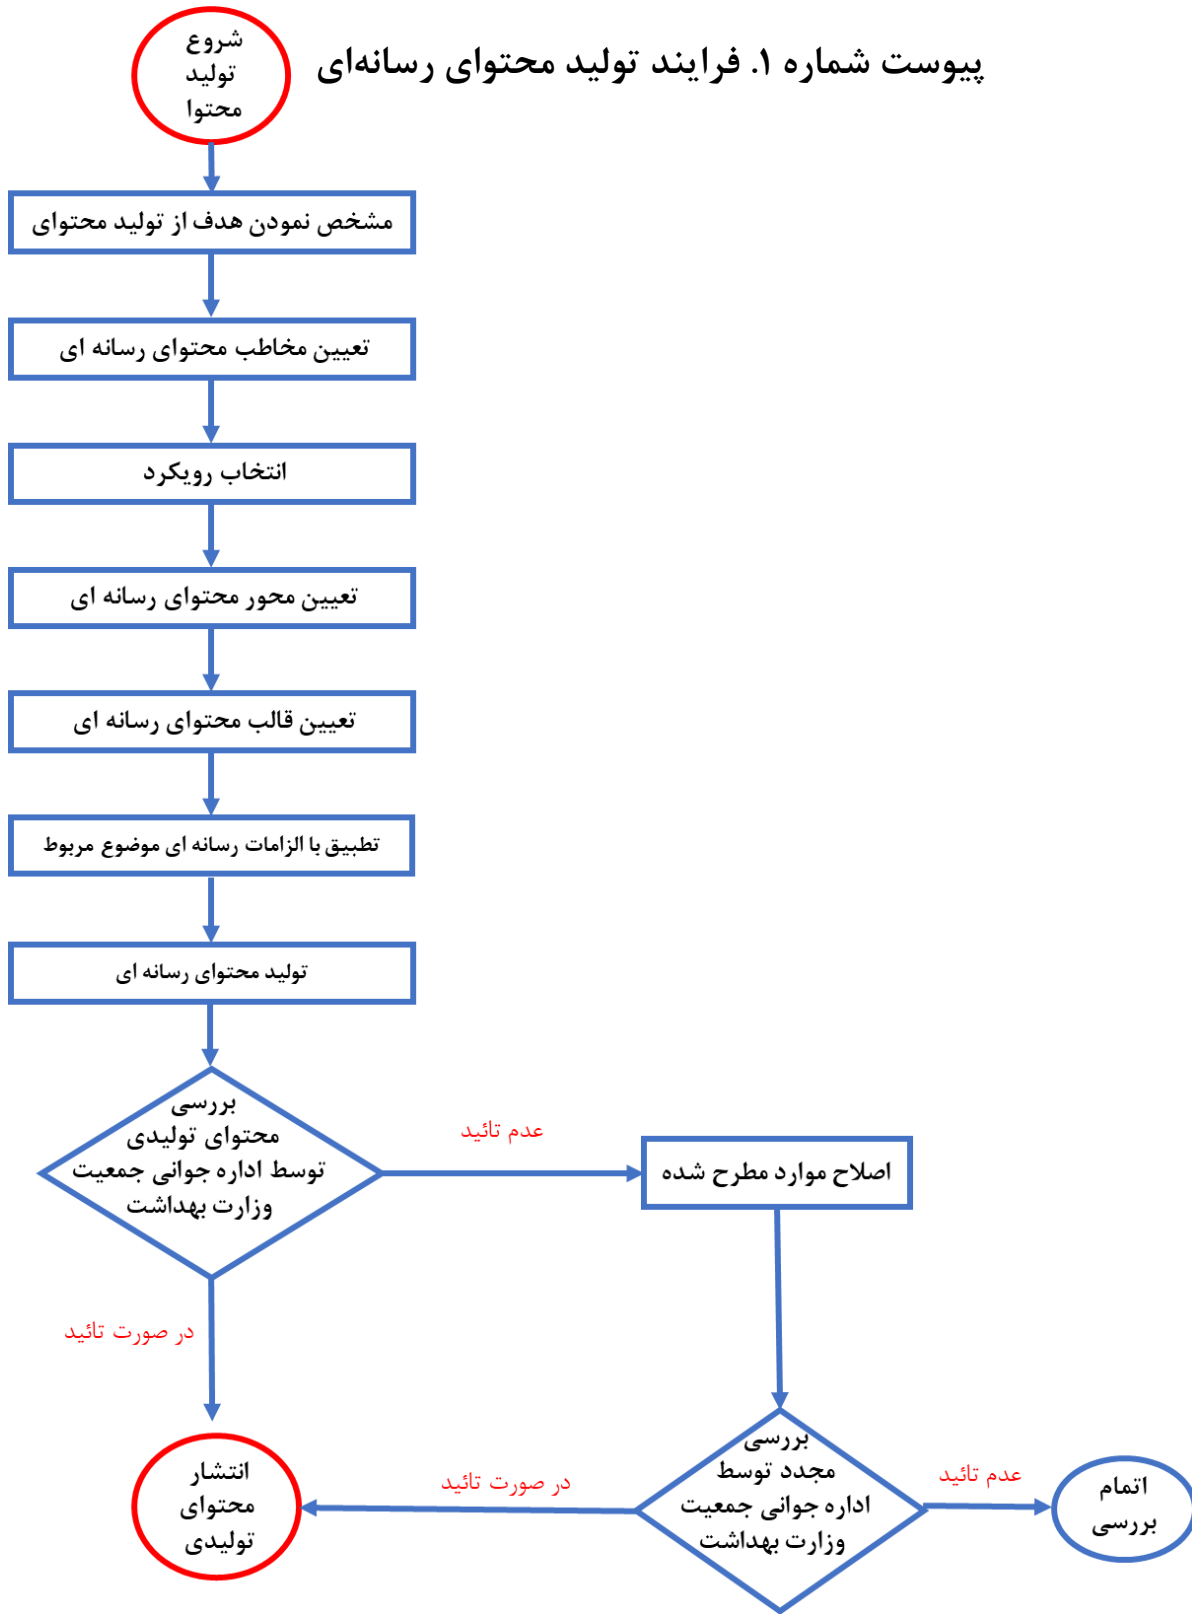 شروع
تولید
محتوا
پیوست شماره ۱. فرایند تولید محتوای رسانه‌ای
مشخص نمودن هدف از تولید محتوای
تعیین مخاطب محتوای رسانه ای
انتخاب رویکرد
تعیین محور محتوای رسانه ای
تعیین قالب محتوای رسانه ای
تطبیق با الزامات رسانه ای موضوع مربوط
تولید محتوای رسانه ای
بررسی
محتوای تولیدی
توسط اداره جوانی جمعیت
وزارت بهداشت
عدم تائید
اصلاح موارد مطرح شده
در صورت تائید
بررسی
مجدد توسط
اداره جوانی جمعیت
وزارت بهداشت
عدم تائید
اتمام
بررسی
در صورت تائید
انتشار
محتوای
تولیدی